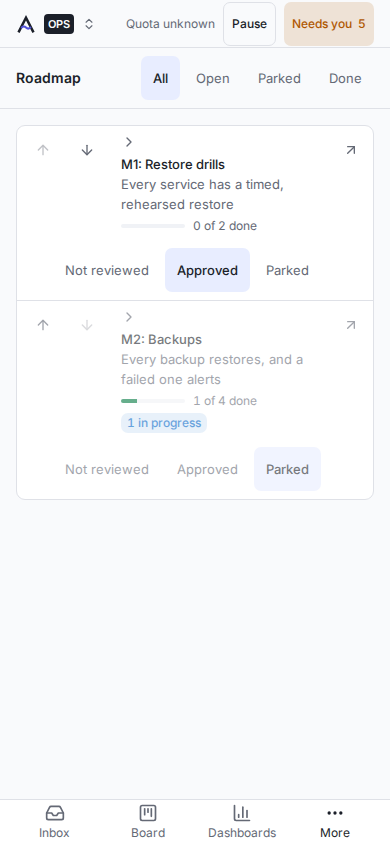 OPS
Quota unknown
Pause
Needs you 5
Roadmap
All
Open
Parked
Done
M1: Restore drills
Every service has a timed,
rehearsed restore
0 of 2 done
Not reviewed
Approved
Parked
M2: Backups
Every backup restores, and a
failed one alerts
1 of 4 done
1 in progress
Not reviewed
Approved
Parked
Inbox
Board
Dashboards
More